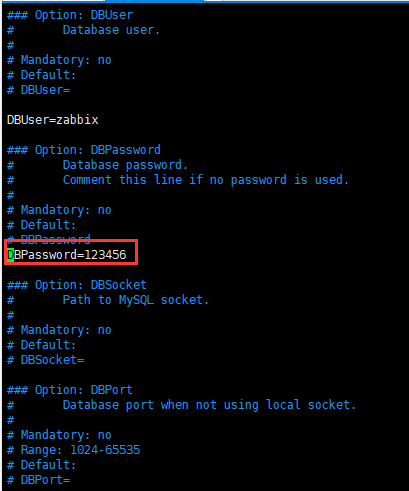 ### Option: DBUser
#       Database user.
#
# Mandatory: no
# Default:
# DBUser=
DBUser=zabbix
### Option: DBPassword
#       Database password.
#       Comment this line if no password is used.
#
# Mandatory: no
# Default:
# DBPassword
DBPassword=123456
### Option: DBSocket
#       Path to MySQL socket.
#
# Mandatory: no
# Default:
# DBSocket=
### Option: DBPort
#       Database port when not using local socket.
#
# Mandatory: no
# Range: 1024-65535
# Default:
# DBPort=